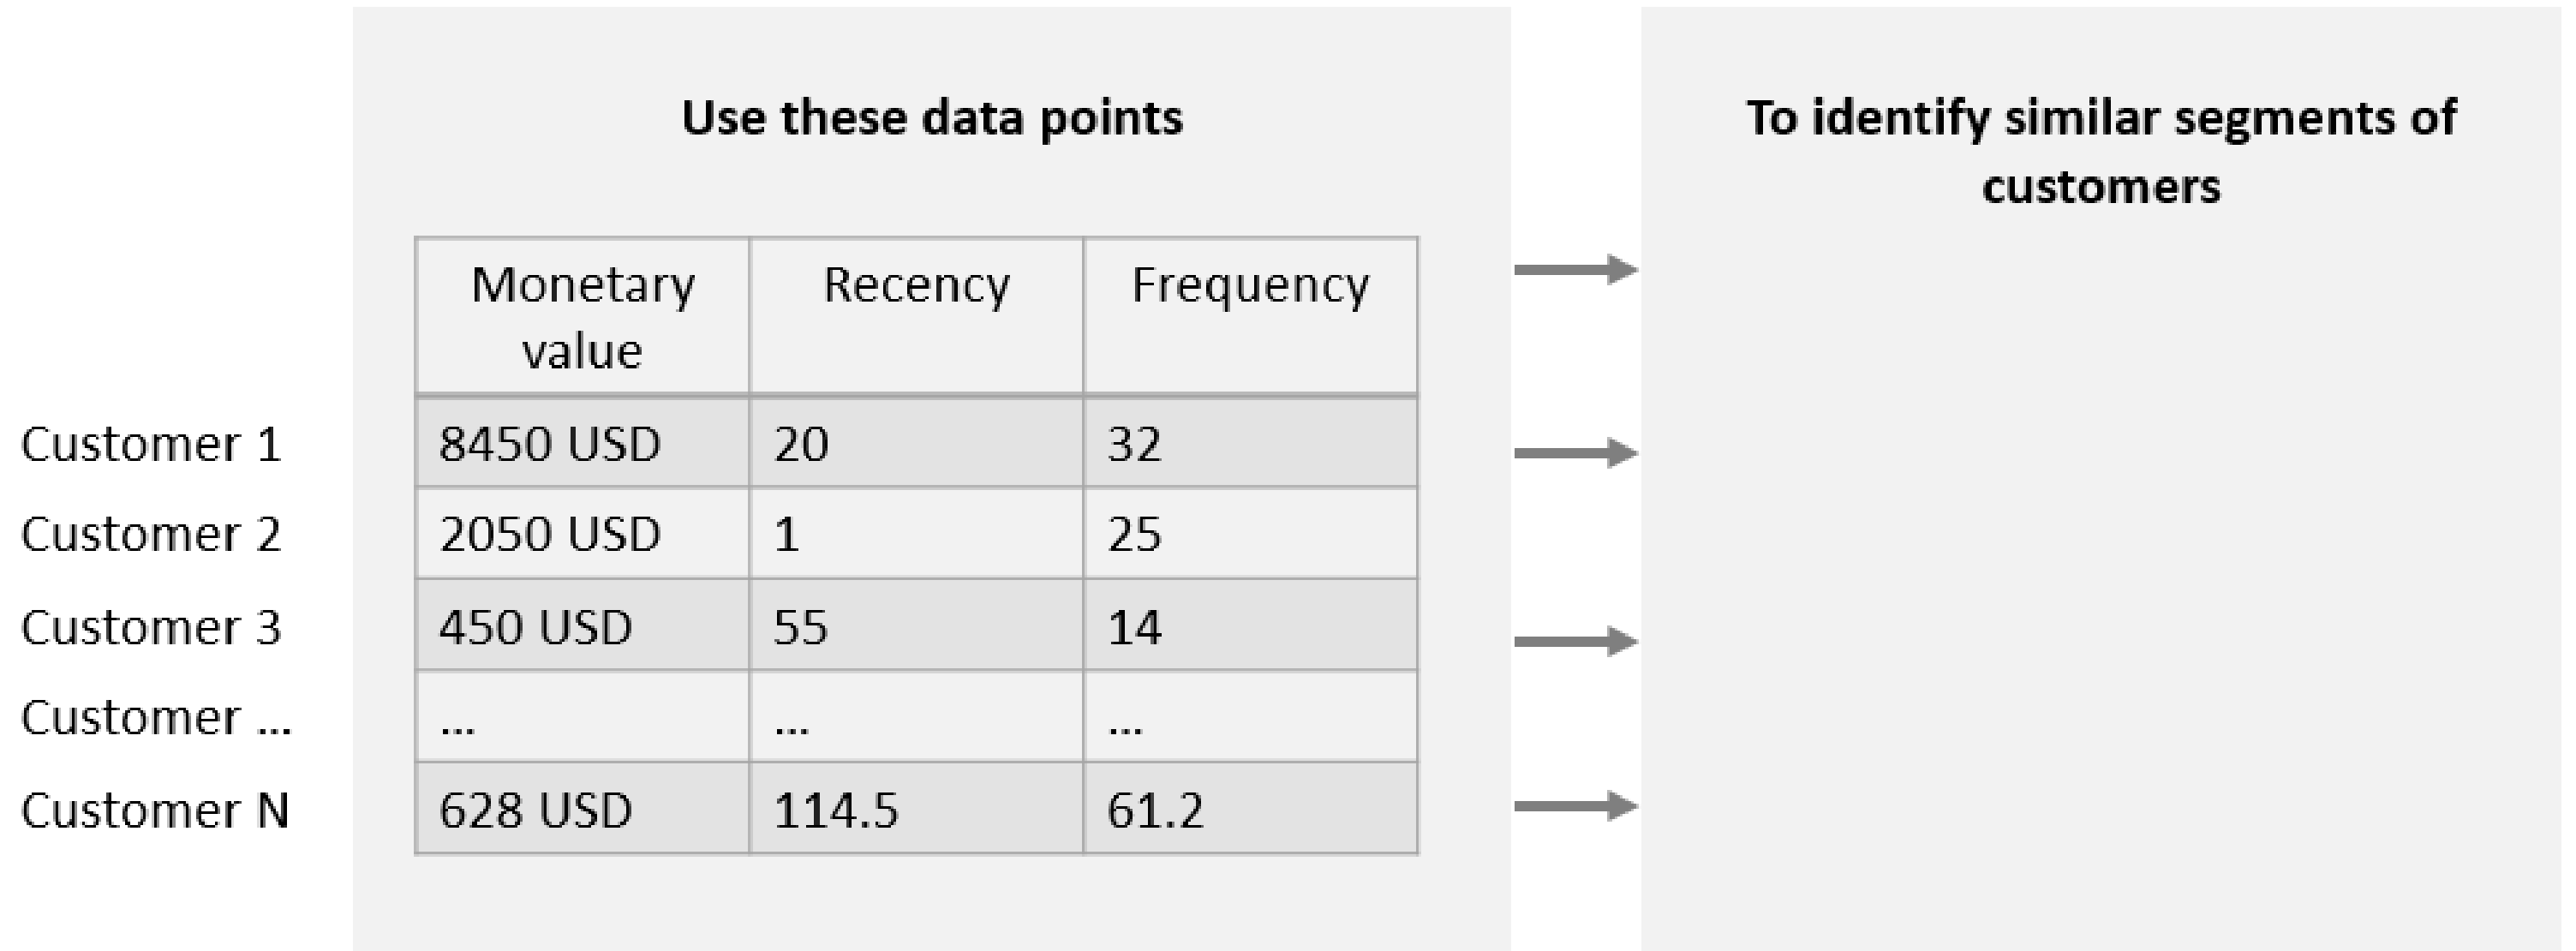 Use these data points
To identify similar segments of
customers
Monetary
value
Recency
Frequency
Customer 1 8450 USD 20 32
Customer 2 2050 USD 1 25
Customer 3 450 USD 55 14
Customer ... ... ... ...
Customer N 628 USD 114.5 61.2